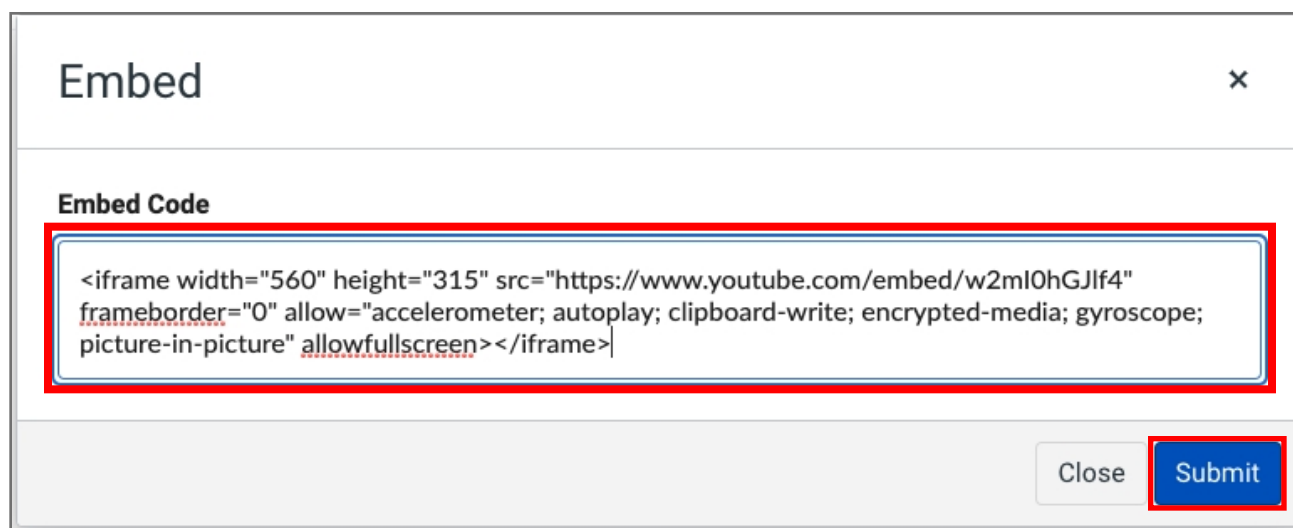 Embed
×
Embed Code
<iframe width="560" height="315" src="https://www.youtube.com/embed/w2mI0hGJlf4"
frameborder="0" allow="accelerometer; autoplay; clipboard-write; encrypted-media; gyroscope;
picture-in-picture" allowfullscreen></iframe>
Close Submit